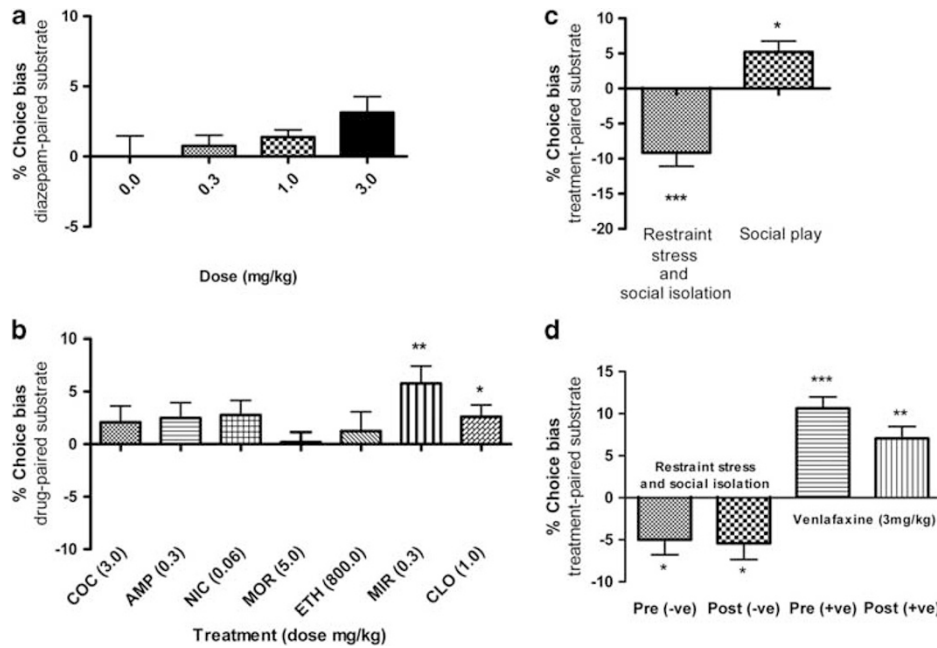 a
% Choice bias
diazepam-paired substrate
10
5
0
-5
0.0
0.3
1.0
3.0
Dose (mg/kg)
b
% Choice bias
drug-paired substrate
10
5
0
-5
-10
**
*
COC (3.0)
AMP (0.3)
NIC (0.06)
MOR (5.0)
ETH (800.0)
MIR (0.3)
CLO (1.0)
Treatment (dose mg/kg)
c
% Choice bias
treatment-paired substrate
10
5
0
-5
-10
-15
-20
*
***
Restraint
stress
and
social isolation
Social play
d
% Choice bias
treatment-paired substrate
15
10
5
0
-5
-10
***
**
Restraint stress
and social isolation
Venlafaxine (3mg/kg)
*
*
Pre (-ve)
Post (-ve)
Pre (+ve)
Post (+ve)